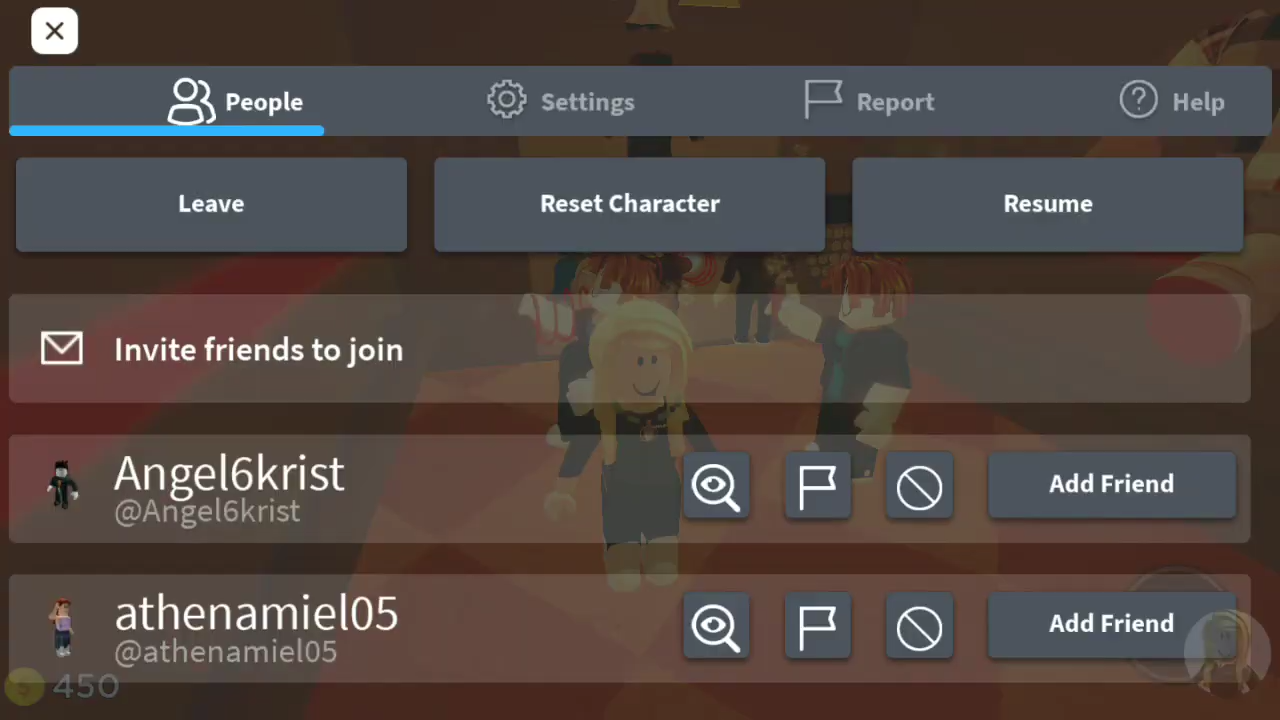 People
Settings
Report
Help
Leave
Reset Character
Resume
Invite friends to join
Angel6krist
@Angel6krist
Add Friend
athenamiel05
@athenamiel05
Add Friend
450